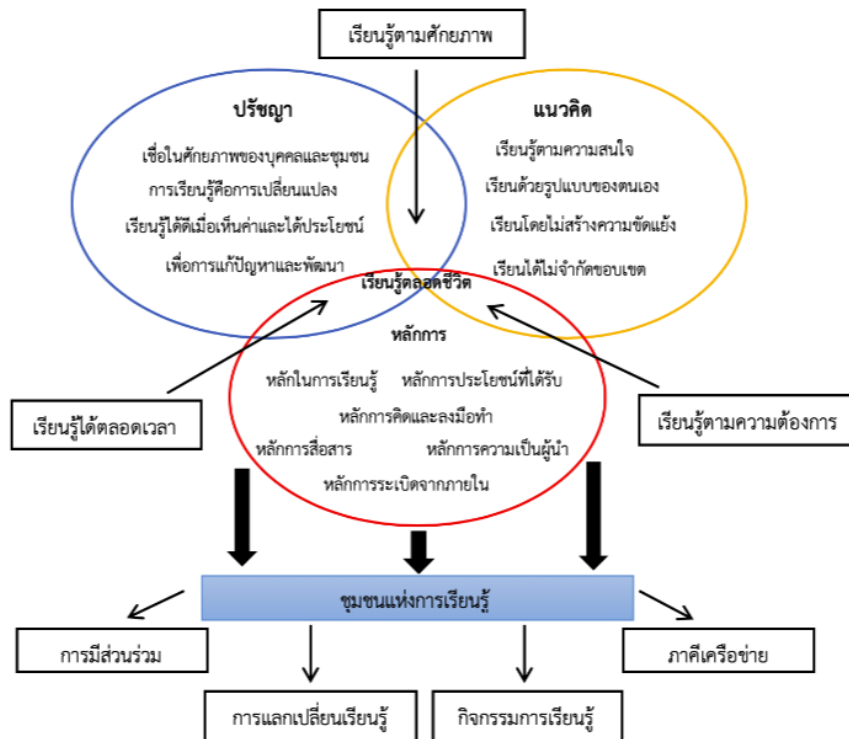 เรียนรู้ตามศักยภาพ
ปรัชญา
เชื่อในศักยภาพของบุคคลและชุมชน
การเรียนรู้คือการเปลี่ยนแปลง
เรียนรู้ได้ดีเมื่อเห็นค่าและได้ประโยชน์
เพื่อการแก้ปัญหาและพัฒนา
แนวคิด
เรียนรู้ตามความสนใจ
เรียนด้วยรูปแบบของตนเอง
เรียนโดยไม่สร้างความขัดแย้ง
เรียนได้ไม่จำกัดขอบเขต
เรียนรู้ตลอดชีวิต
หลักการ
หลักในการเรียนรู้ หลักการประโยชน์ที่ได้รับ
หลักการคิดและลงมือทำ
หลักการสื่อสาร หลักการความเป็นผู้นำ
หลักการระเบิดจากภายใน
เรียนรู้ได้ตลอดเวลา
เรียนรู้ตามความต้องการ
ชุมชนแห่งการเรียนรู้
การมีส่วนร่วม
ภาคีเครือข่าย
การแลกเปลี่ยนเรียนรู้
กิจกรรมการเรียนรู้